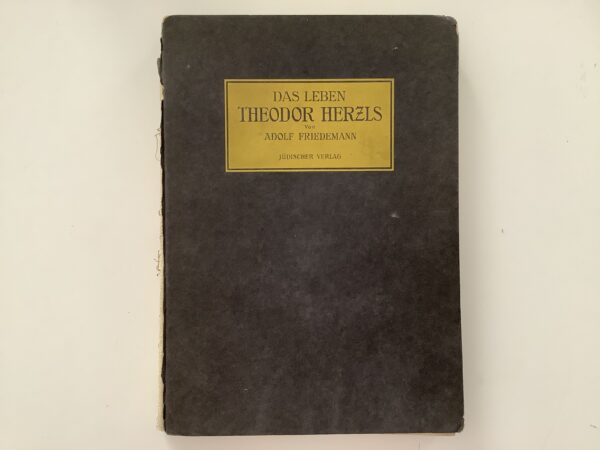 DAS LEBEN
THEODOR HERZLS
VON
ADOLF FRIEDEMANN
JÜDISCHER VERLAG